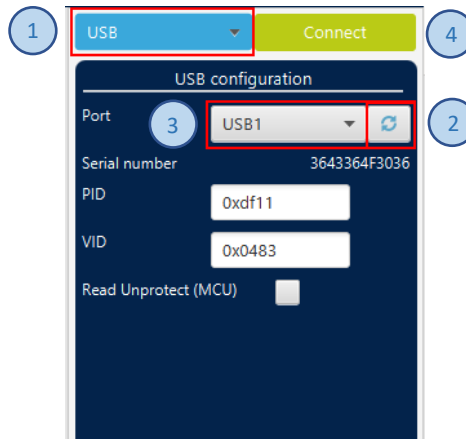 1
USB
Connect
4
USB configuration
Port
3
USB1
2
Serial number
3643364F3036
PID
0xdf11
VID
0x0483
Read Unprotect (MCU)